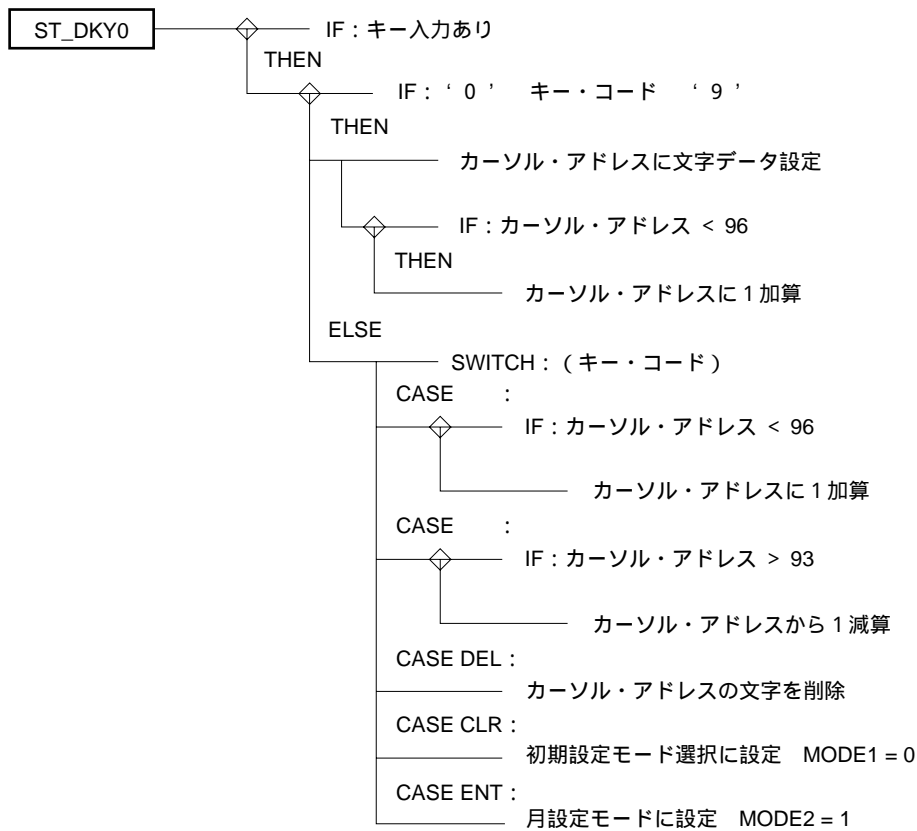 ST_DKY0
IF：キー入力あり
THEN
IF：‘０’　キー・コード　‘９’
THEN
カーソル・アドレスに文字データ設定
IF：カーソル・アドレス < 96
THEN
カーソル・アドレスに１加算
ELSE
SWITCH：（キー・コード）
CASE　　：
IF：カーソル・アドレス < 96
カーソル・アドレスに１加算
CASE　　：
IF：カーソル・アドレス > 93
カーソル・アドレスから１減算
CASE DEL：
カーソル・アドレスの文字を削除
CASE CLR：
初期設定モード選択に設定　MODE1 = 0
CASE ENT：
月設定モードに設定　MODE2 = 1